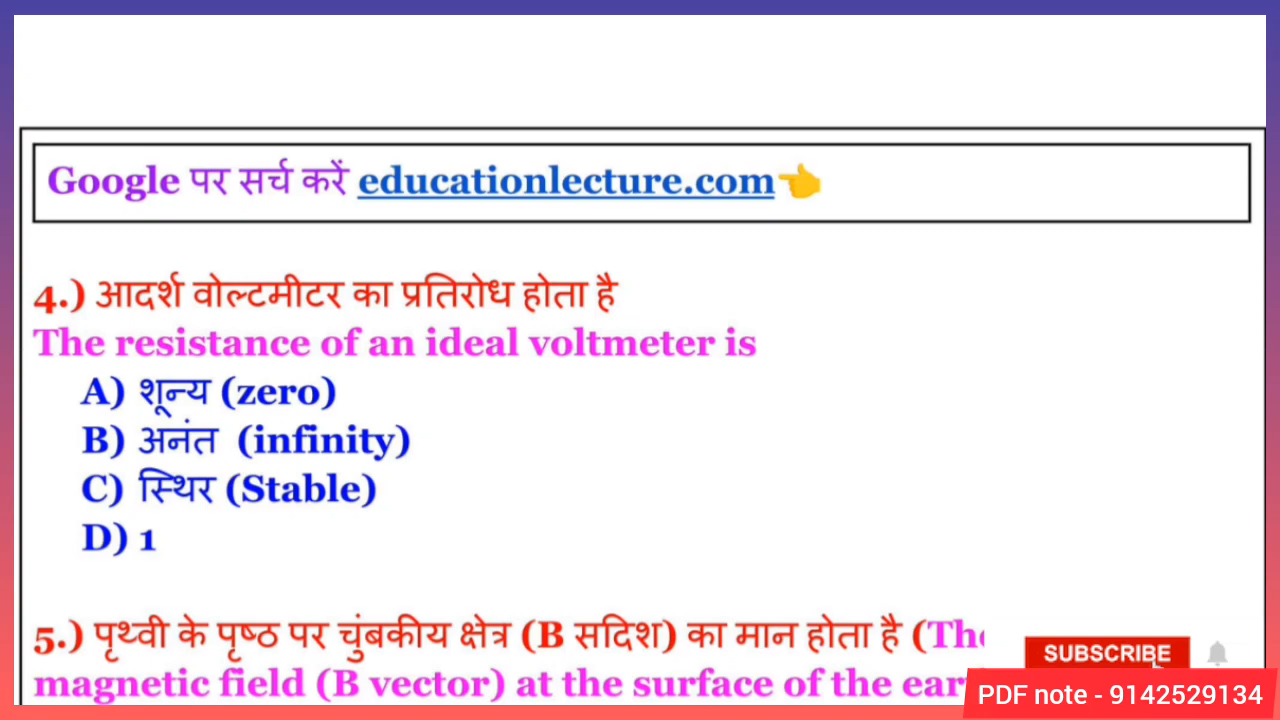 Google पर सर्च करें educationlecture.com👈
4.) आदर्श वोल्टमीटर का प्रतिरोध होता है
The resistance of an ideal voltmeter is
A) शून्य (zero)
B) अनंत (infinity)
C) स्थिर (Stable)
D) 1
5.) पृथ्वी के पृष्ठ पर चुंबकीय क्षेत्र (B सदिश) का मान होता है (
magnetic field (B vector) at the surface of the
SUBSCRIBE
PDF note - 9142529134